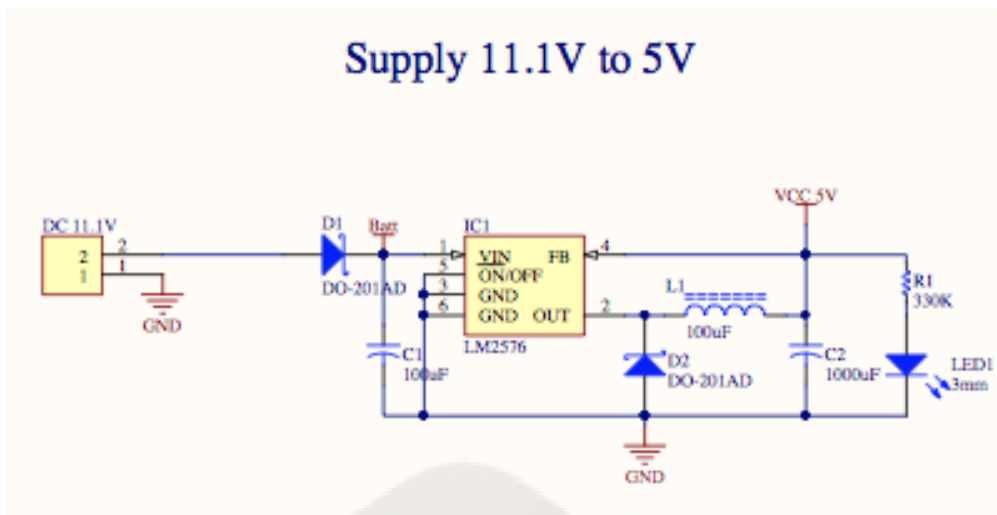 Supply 11.1V to 5V
VCC 5V
DC 11.1V
D1
Batt
IC1
2
2
1
1
GND
DO-201AD
1
5
3
6
VIN
ON/OFF
GND
GND
FB
OUT
4
2
LM2576
C1
100uF
L1
100uF
D2
DO-201AD
C2
1000uF
R1
330K
LED1
3mm
GND